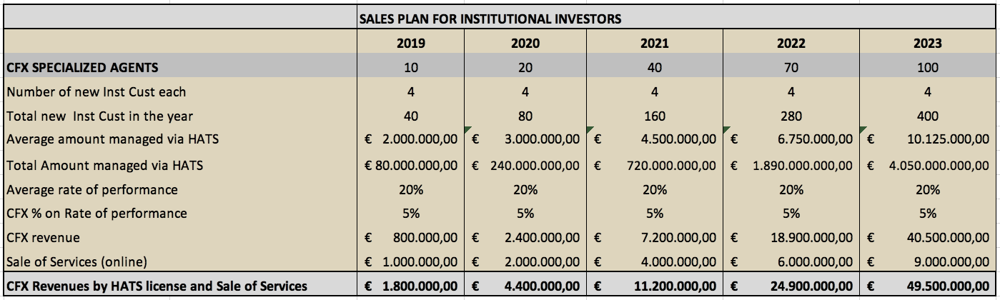 SALES PLAN FOR INSTITUTIONAL INVESTORS
2019 2020 2021 2022 2023
CFX SPECIALIZED AGENTS 10 20 40 70 100
Number of new Inst Cust each 4 4 4 4 4
Total new Inst Cust in the year 40 80 160 280 400
Average amount managed via HATS € 2.000.000,00 € 3.000.000,00 € 4.500.000,00 € 6.750.000,00 € 10.125.000,00
Total Amount managed via HATS € 80.000.000,00 € 240.000.000,00 € 720.000.000,00 € 1.890.000.000,00 € 4.050.000.000,00
Average rate of performance 20% 20% 20% 20% 20%
CFX % on Rate of performance 5% 5% 5% 5% 5%
CFX revenue € 800.000,00 € 2.400.000,00 € 7.200.000,00 € 18.900.000,00 € 40.500.000,00
Sale of Services (online) € 1.000.000,00 € 2.000.000,00 € 4.000.000,00 € 6.000.000,00 € 9.000.000,00
CFX Revenues by HATS license and Sale of Services € 1.800.000,00 € 4.400.000,00 € 11.200.000,00 € 24.900.000,00 € 49.500.000,00